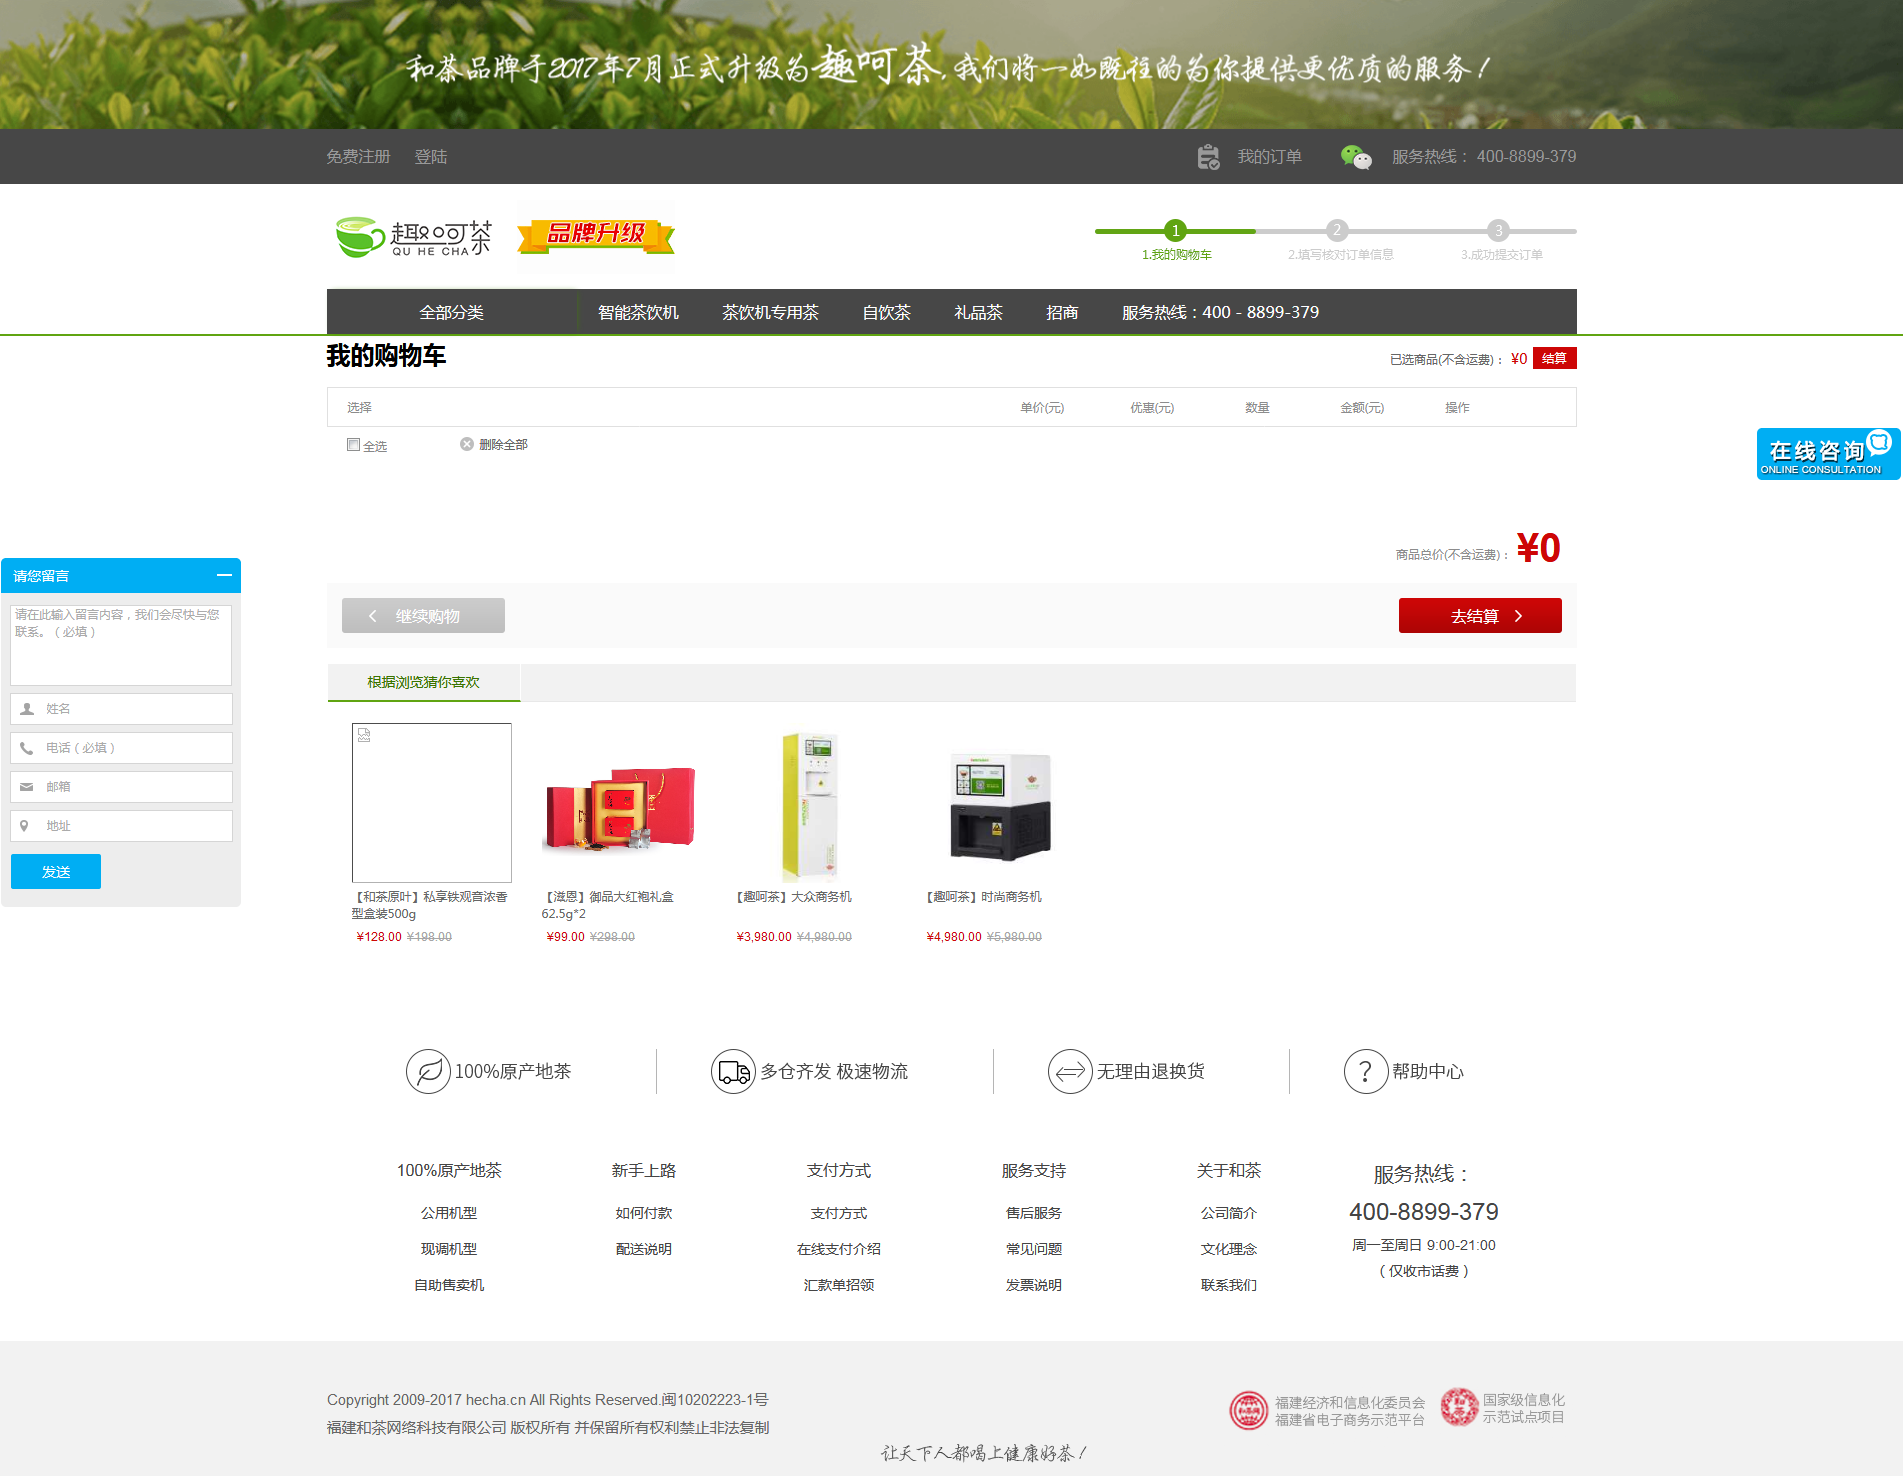 和茶品牌于2017年7月正式升级为趣呵茶,我们将一如既往的为你提供更优质的服务!
免费注册 登陆 我的订单 服务热线： 400-8899-379
趣呵茶
QU HE CHA
品牌升级
1 2 3
1.我的购物车 2.填写核对订单信息 3.成功提交订单
全部分类 智能茶饮机 茶饮机专用茶 自饮茶 礼品茶 招商 服务热线：400 - 8899-379
我的购物车
已选商品(不含运费)： ¥0 结算
选择 单价(元) 优惠(元) 数量 金额(元) 操作
全选 删除全部
在线咨询
ONLINE CONSULTATION
商品总价(不含运费)： ¥0
继续购物 去结算
请您留言
请在此输入留言内容，我们会尽快与您
联系。（必填）
姓名
电话（必填）
邮箱
地址
发送
根据浏览猜你喜欢
【和茶原叶】私享铁观音浓香
型盒装500g
¥128.00 ¥198.00
【滋恩】御品大红袍礼盒
62.5g*2
¥99.00 ¥298.00
【趣呵茶】大众商务机
¥3,980.00 ¥4,980.00
【趣呵茶】时尚商务机
¥4,980.00 ¥5,980.00
100%原产地茶 多仓齐发 极速物流 无理由退换货 ? 帮助中心
100%原产地茶
公用机型
现调机型
自助售卖机
新手上路
如何付款
配送说明
支付方式
支付方式
在线支付介绍
汇款单招领
服务支持
售后服务
常见问题
发票说明
关于和茶
公司简介
文化理念
联系我们
服务热线：
400-8899-379
周一至周日 9:00-21:00
（仅收市话费）
Copyright 2009-2017 hecha.cn All Rights Reserved.闽10202223-1号
福建和茶网络科技有限公司 版权所有 并保留所有权利禁止非法复制
福建经济和信息化委员会
福建省电子商务示范平台
国家级信息化
示范试点项目
让天下人都喝上健康好茶!